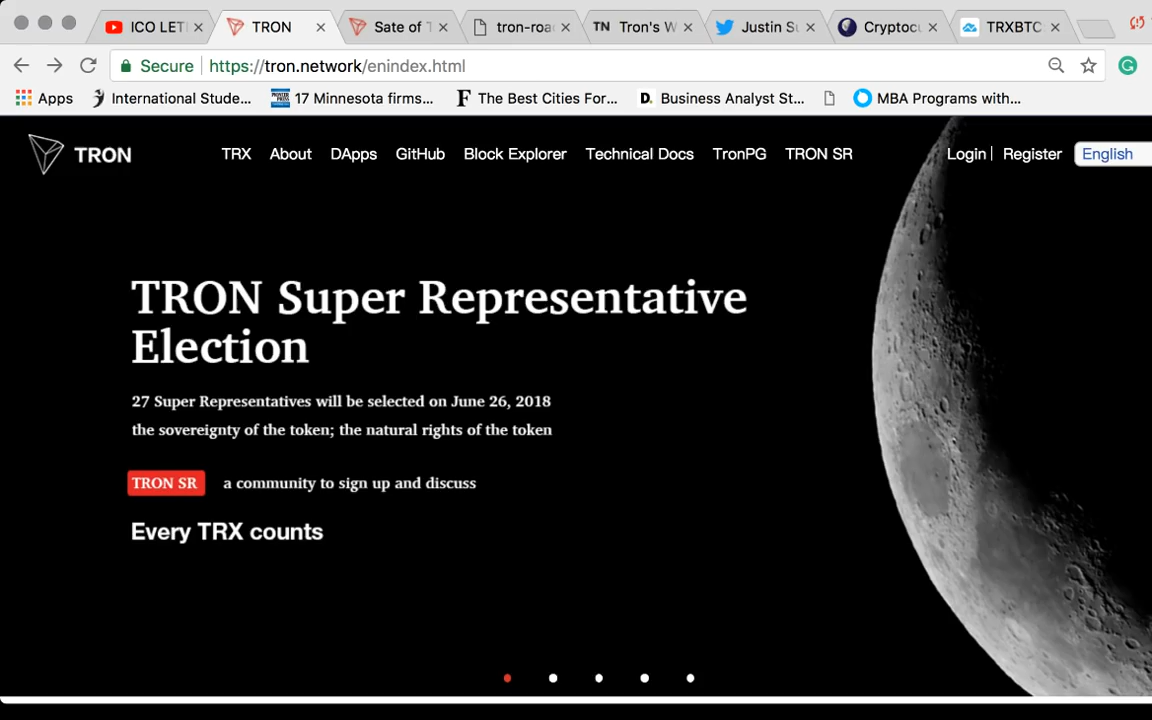 ICO LET
TRON
Sate of T
tron-roa
TN Tron's W
Justin S
Cryptoc
TRXBTC
Secure https://tron.network/enindex.html
Apps International Stude... 17 Minnesota firms... F The Best Cities For... D. Business Analyst St... MBA Programs with...
TRON TRX About DApps GitHub Block Explorer Technical Docs TronPG TRON SR Login | Register English
TRON Super Representative
Election
27 Super Representatives will be selected on June 26, 2018
the sovereignty of the token; the natural rights of the token
TRON SR a community to sign up and discuss
Every TRX counts